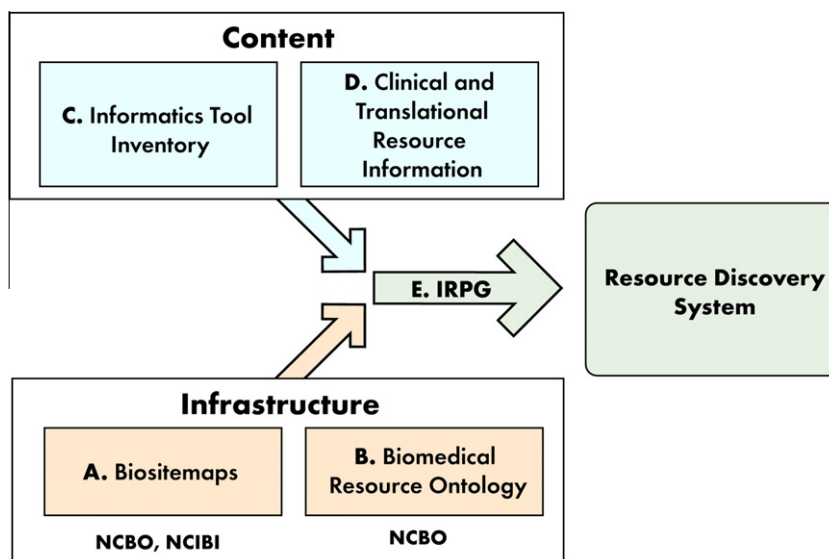 Content
C. Informatics Tool
Inventory
D. Clinical and
Translational
Resource
Information
E. IRPG
Resource Discovery
System
Infrastructure
A. Biositemaps
B. Biomedical
Resource Ontology
NCBO, NCIBI
NCBO